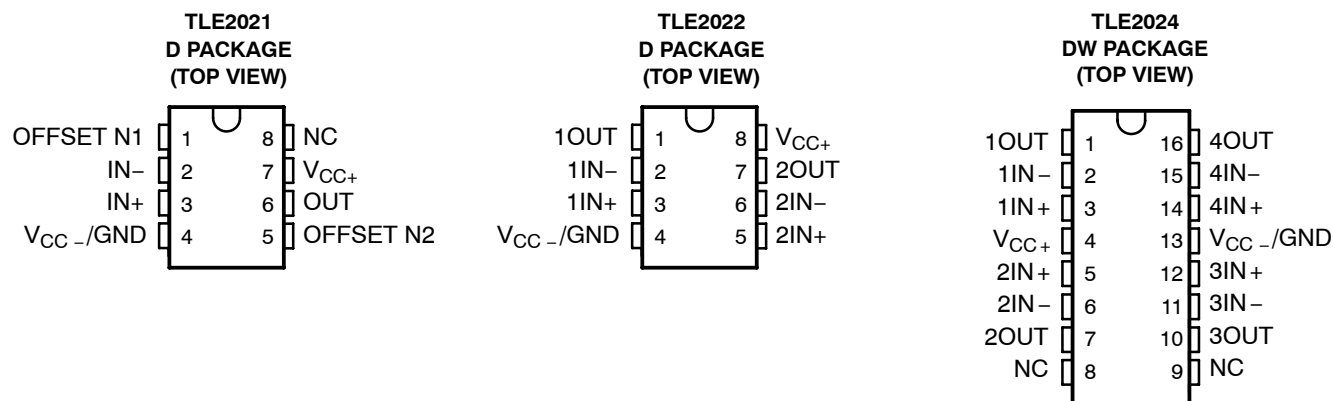 TLE2021
D PACKAGE
(TOP VIEW)
OFFSET N1 1 8 NC
IN− 2 7 VCC+
IN+ 3 6 OUT
VCC −/GND 4 5 OFFSET N2
TLE2022
D PACKAGE
(TOP VIEW)
1OUT 1 8 VCC+
1IN− 2 7 2OUT
1IN+ 3 6 2IN−
VCC −/GND 4 5 2IN+
TLE2024
DW PACKAGE
(TOP VIEW)
1OUT 1 16 4OUT
1IN− 2 15 4IN−
1IN+ 3 14 4IN+
VCC+ 4 13 VCC −/GND
2IN+ 5 12 3IN+
2IN− 6 11 3IN−
2OUT 7 10 3OUT
NC 8 9 NC